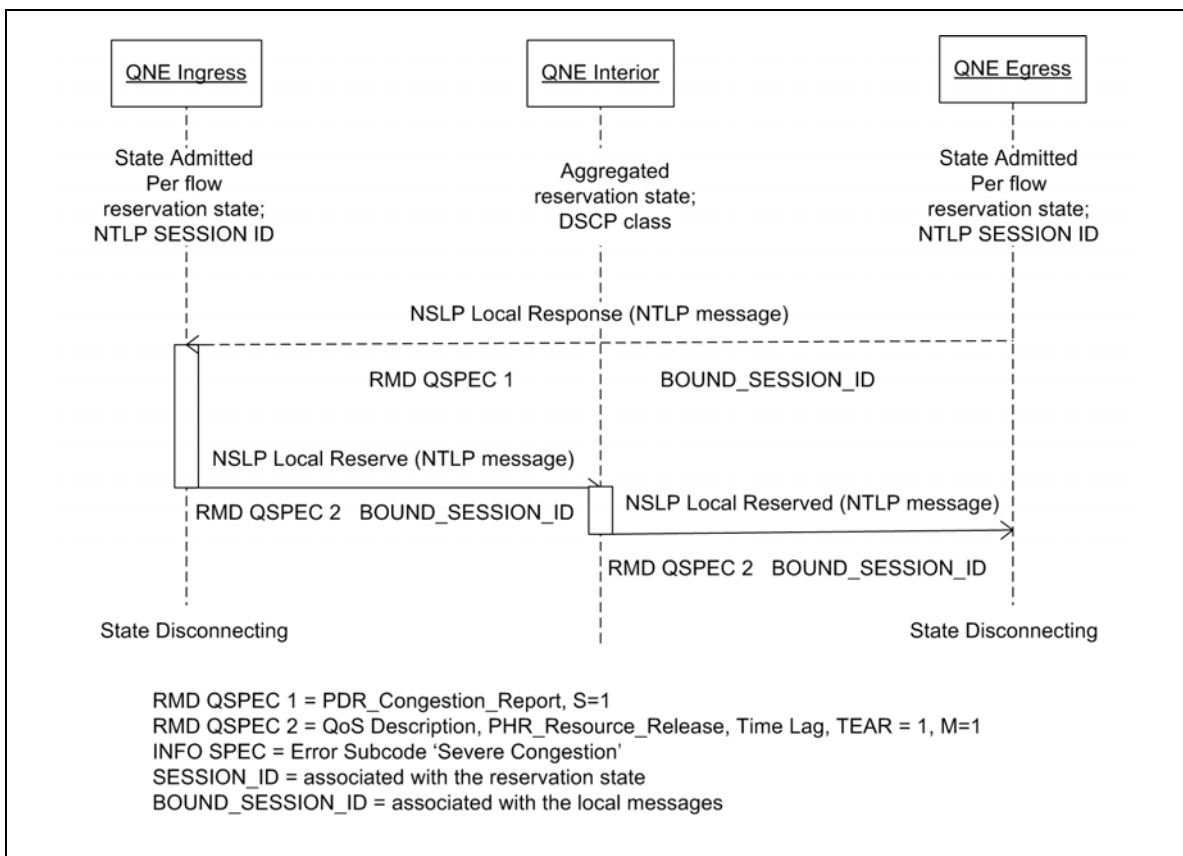 QNE Ingress
QNE Interior
QNE Egress
State Admitted
Per flow
reservation state;
NTLP SESSION ID
Aggregated
reservation state;
DSCP class
State Admitted
Per flow
reservation state;
NTLP SESSION ID
NSLP Local Response (NTLP message)
RMD QSPEC 1
BOUND_SESSION_ID
NSLP Local Reserve (NTLP message)
RMD QSPEC 2 BOUND_SESSION_ID
NSLP Local Reserved (NTLP message)
RMD QSPEC 2 BOUND_SESSION_ID
State Disconnecting
State Disconnecting
RMD QSPEC 1 = PDR_Congestion_Report, S=1
RMD QSPEC 2 = QoS Description, PHR_Resource_Release, Time Lag, TEAR = 1, M=1
INFO SPEC = Error Subcode ‘Severe Congestion’
SESSION_ID = associated with the reservation state
BOUND_SESSION_ID = associated with the local messages